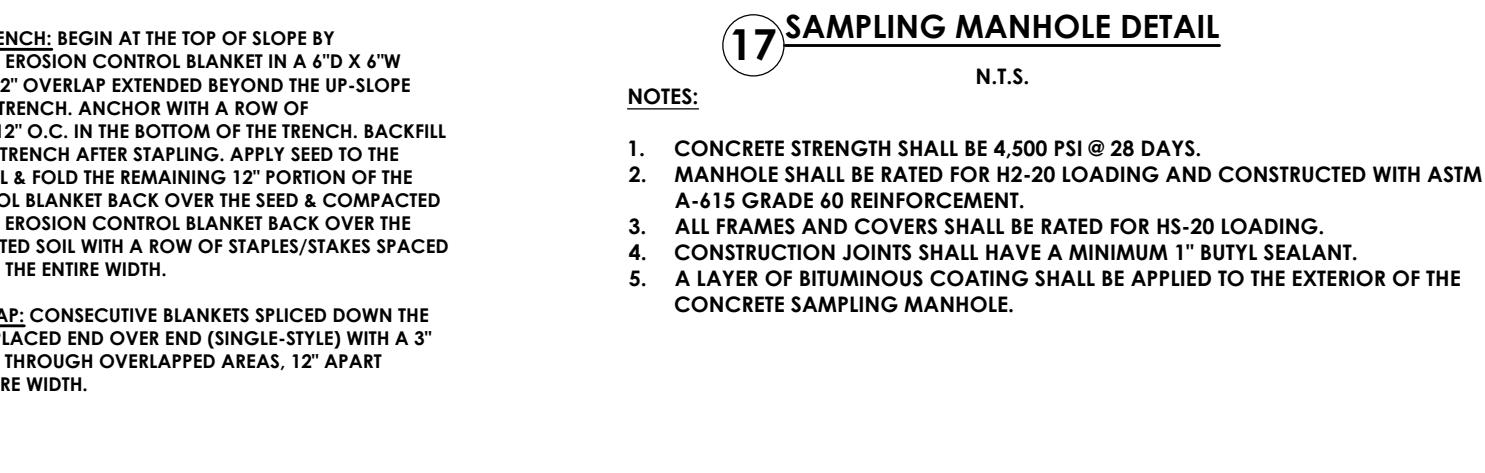 ENCH: BEGIN AT THE TOP OF SLOPE BY
EROSION CONTROL BLANKET IN A 6"D X 6"W
2" OVERLAP EXTENDED BEYOND THE UP-SLOPE
TRENCH. ANCHOR WITH A ROW OF
12" O.C. IN THE BOTTOM OF THE TRENCH. BACKFILL
TRENCH AFTER STAPLING. APPLY SEED TO THE
L & FOLD THE REMAINING 12" PORTION OF THE
OL BLANKET BACK OVER THE SEED & COMPACTED
EROSION CONTROL BLANKET BACK OVER THE
TED SOIL WITH A ROW OF STAPLES/STAKES SPACED
THE ENTIRE WIDTH.
AP: CONSECUTIVE BLANKETS SPLICED DOWN THE
PLACED END OVER END (SINGLE-STYLE) WITH A 3"
THROUGH OVERLAPPED AREAS, 12" APART
RE WIDTH.
17 SAMPLING MANHOLE DETAIL
N.T.S.
NOTES:
1. CONCRETE STRENGTH SHALL BE 4,500 PSI @ 28 DAYS.
2. MANHOLE SHALL BE RATED FOR H2-20 LOADING AND CONSTRUCTED WITH ASTM
A-615 GRADE 60 REINFORCEMENT.
3. ALL FRAMES AND COVERS SHALL BE RATED FOR HS-20 LOADING.
4. CONSTRUCTION JOINTS SHALL HAVE A MINIMUM 1" BUTYL SEALANT.
5. A LAYER OF BITUMINOUS COATING SHALL BE APPLIED TO THE EXTERIOR OF THE
CONCRETE SAMPLING MANHOLE.